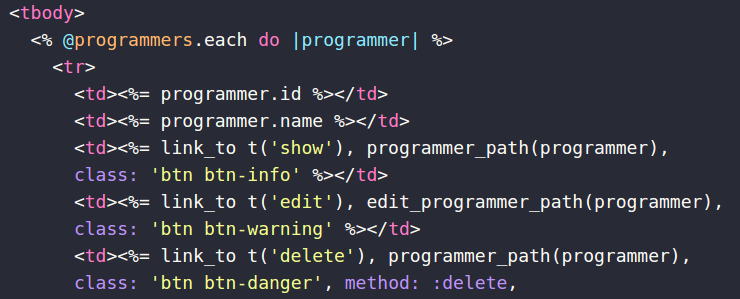 <tbody>
<% @programmers.each do |programmer| %>
<tr>
<td><%= programmer.id %></td>
<td><%= programmer.name %></td>
<td><%= link_to t('show'), programmer_path(programmer),
class: 'btn btn-info' %></td>
<td><%= link_to t('edit'), edit_programmer_path(programmer),
class: 'btn btn-warning' %></td>
<td><%= link_to t('delete'), programmer_path(programmer),
class: 'btn btn-danger', method: :delete,